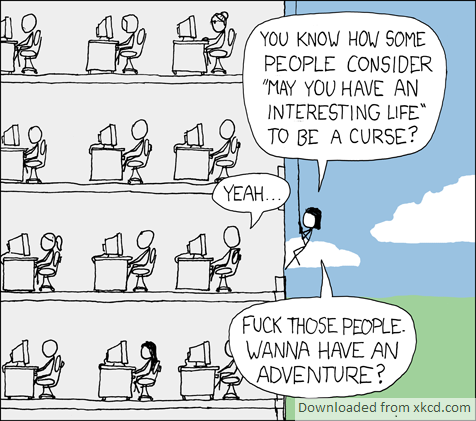 YOU KNOW HOW SOME
PEOPLE CONSIDER
"MAY YOU HAVE AN
INTERESTING LIFE"
TO BE A CURSE?
YEAH...
FUCK THOSE PEOPLE.
WANNA HAVE AN
ADVENTURE?
Downloaded from xkcd.com